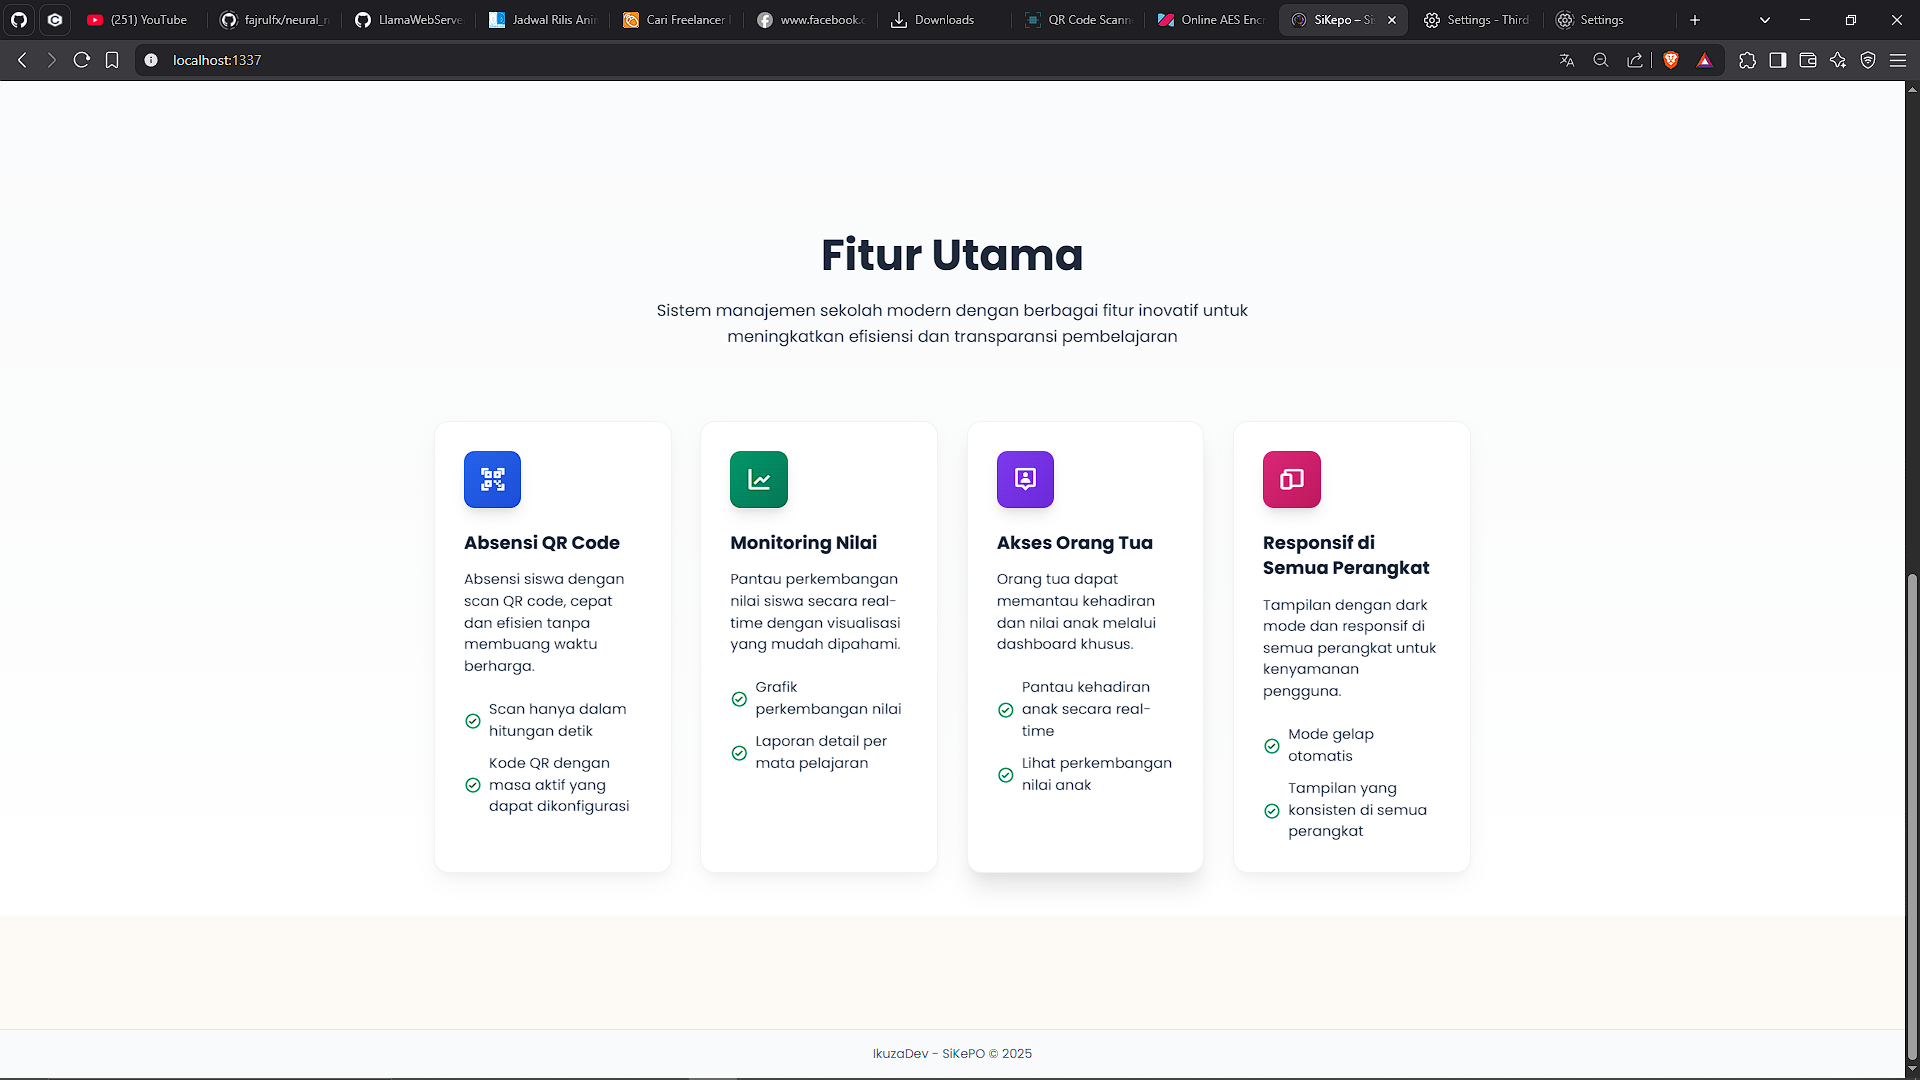 (251) YouTube
fajrulfx/neural_n
LlamaWebServe
Jadwal Rilis Ani
Cari Freelancer
www.facebook.c
Downloads
QR Code Scann
Online AES Encr
SiKepo – Si
Settings - Third
Settings
localhost:1337
Fitur Utama
Sistem manajemen sekolah modern dengan berbagai fitur inovatif untuk
meningkatkan efisiensi dan transparansi pembelajaran
Absensi QR Code
Absensi siswa dengan
scan QR code, cepat
dan efisien tanpa
membuang waktu
berharga.
Scan hanya dalam
hitungan detik
Kode QR dengan
masa aktif yang
dapat dikonfigurasi
Monitoring Nilai
Pantau perkembangan
nilai siswa secara real-
time dengan visualisasi
yang mudah dipahami.
Grafik
perkembangan nilai
Laporan detail per
mata pelajaran
Akses Orang Tua
Orang tua dapat
memantau kehadiran
dan nilai anak melalui
dashboard khusus.
Pantau kehadiran
anak secara real-
time
Lihat perkembangan
nilai anak
Responsif di
Semua Perangkat
Tampilan dengan dark
mode dan responsif di
semua perangkat untuk
kenyamanan
pengguna.
Mode gelap
otomatis
Tampilan yang
konsisten di semua
perangkat
IkuzaDev - SiKePO © 2025